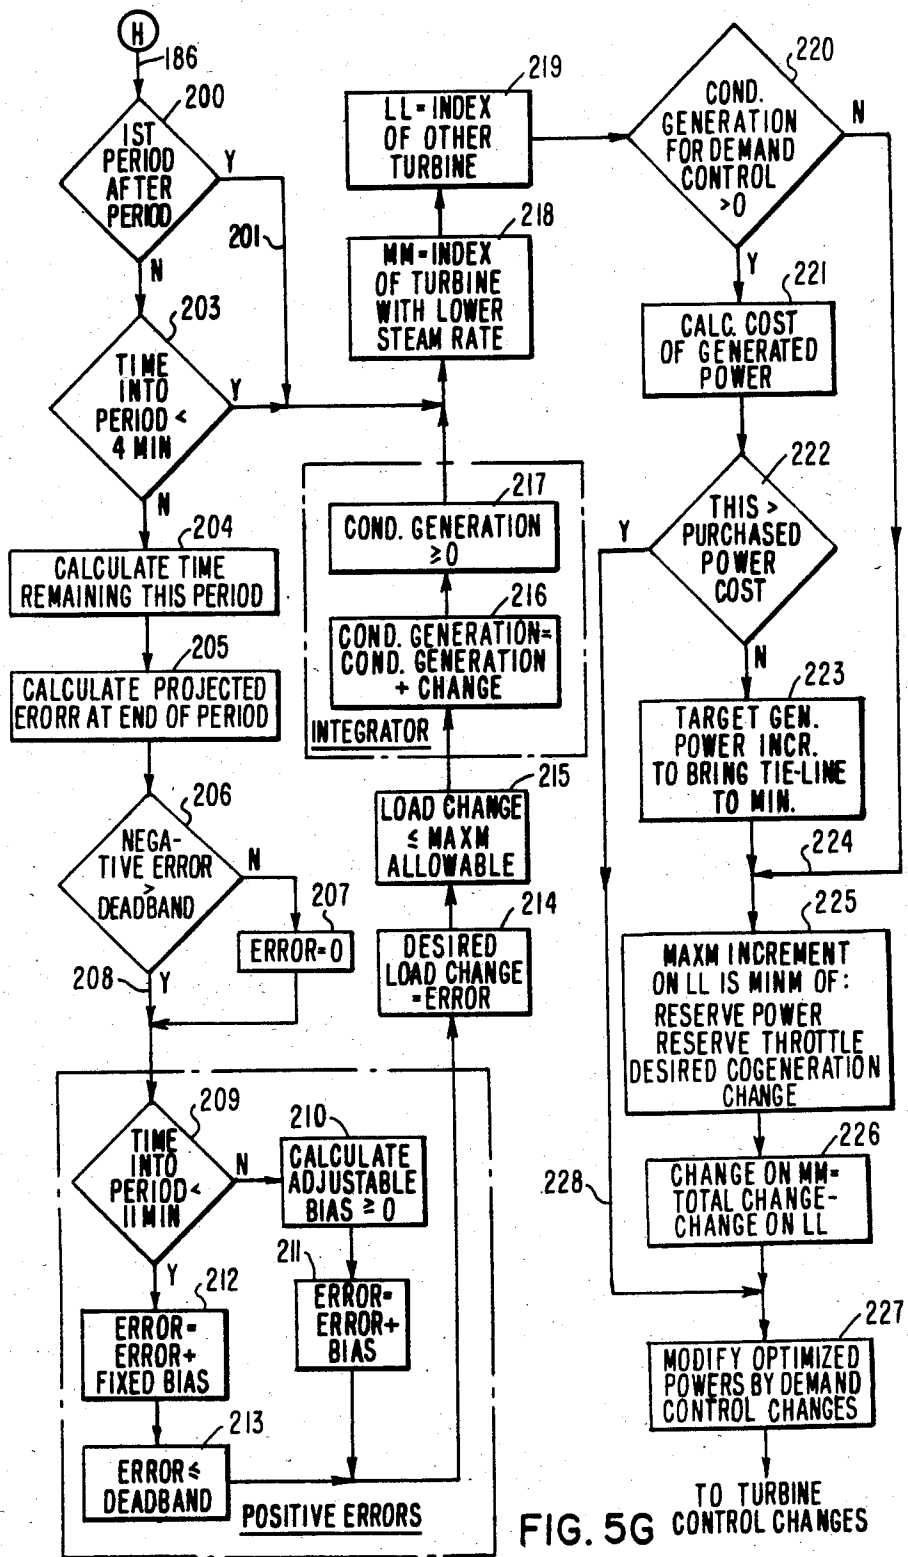 H
186
200
1ST
PERIOD
AFTER
PERIOD
Y
201
N
203
TIME
INTO
PERIOD <
4 MIN
Y
N
204
CALCULATE TIME
REMAINING THIS PERIOD
205
CALCULATE PROJECTED
ERORR AT END OF PERIOD
206
NEGA-
TIVE ERROR
>
DEADBAND
N
207
ERROR=0
208
Y
209
TIME
INTO
PERIOD <
11 MIN
N
210
CALCULATE
ADJUSTABLE
BIAS ≥ 0
211
ERROR=
ERROR+
BIAS
Y
212
ERROR=
ERROR+
FIXED BIAS
213
ERROR ≤
DEADBAND
POSITIVE ERRORS
214
DESIRED
LOAD CHANGE
=ERROR
215
LOAD CHANGE
≤ MAXM
ALLOWABLE
216
COND. GENERATION=
COND. GENERATION
+ CHANGE
INTEGRATOR
217
COND. GENERATION
≥0
218
MM=INDEX
OF TURBINE
WITH LOWER
STEAM RATE
219
LL=INDEX
OF OTHER
TURBINE
220
COND.
GENERATION
FOR DEMAND
CONTROL
>0
N
Y
221
CALC. COST
OF GENERATED
POWER
222
THIS >
PURCHASED
POWER
COST
Y
N
223
TARGET GEN.
POWER INCR.
TO BRING TIE-LINE
TO MIN.
224
225
MAXM INCREMENT
ON LL IS MINM OF:
RESERVE POWER
RESERVE THROTTLE
DESIRED COGENERATION
CHANGE
226
CHANGE ON MM=
TOTAL CHANGE-
CHANGE ON LL
228
227
MODIFY OPTIMIZED
POWERS BY DEMAND
CONTROL CHANGES
TO TURBINE
CONTROL CHANGES
FIG. 5G